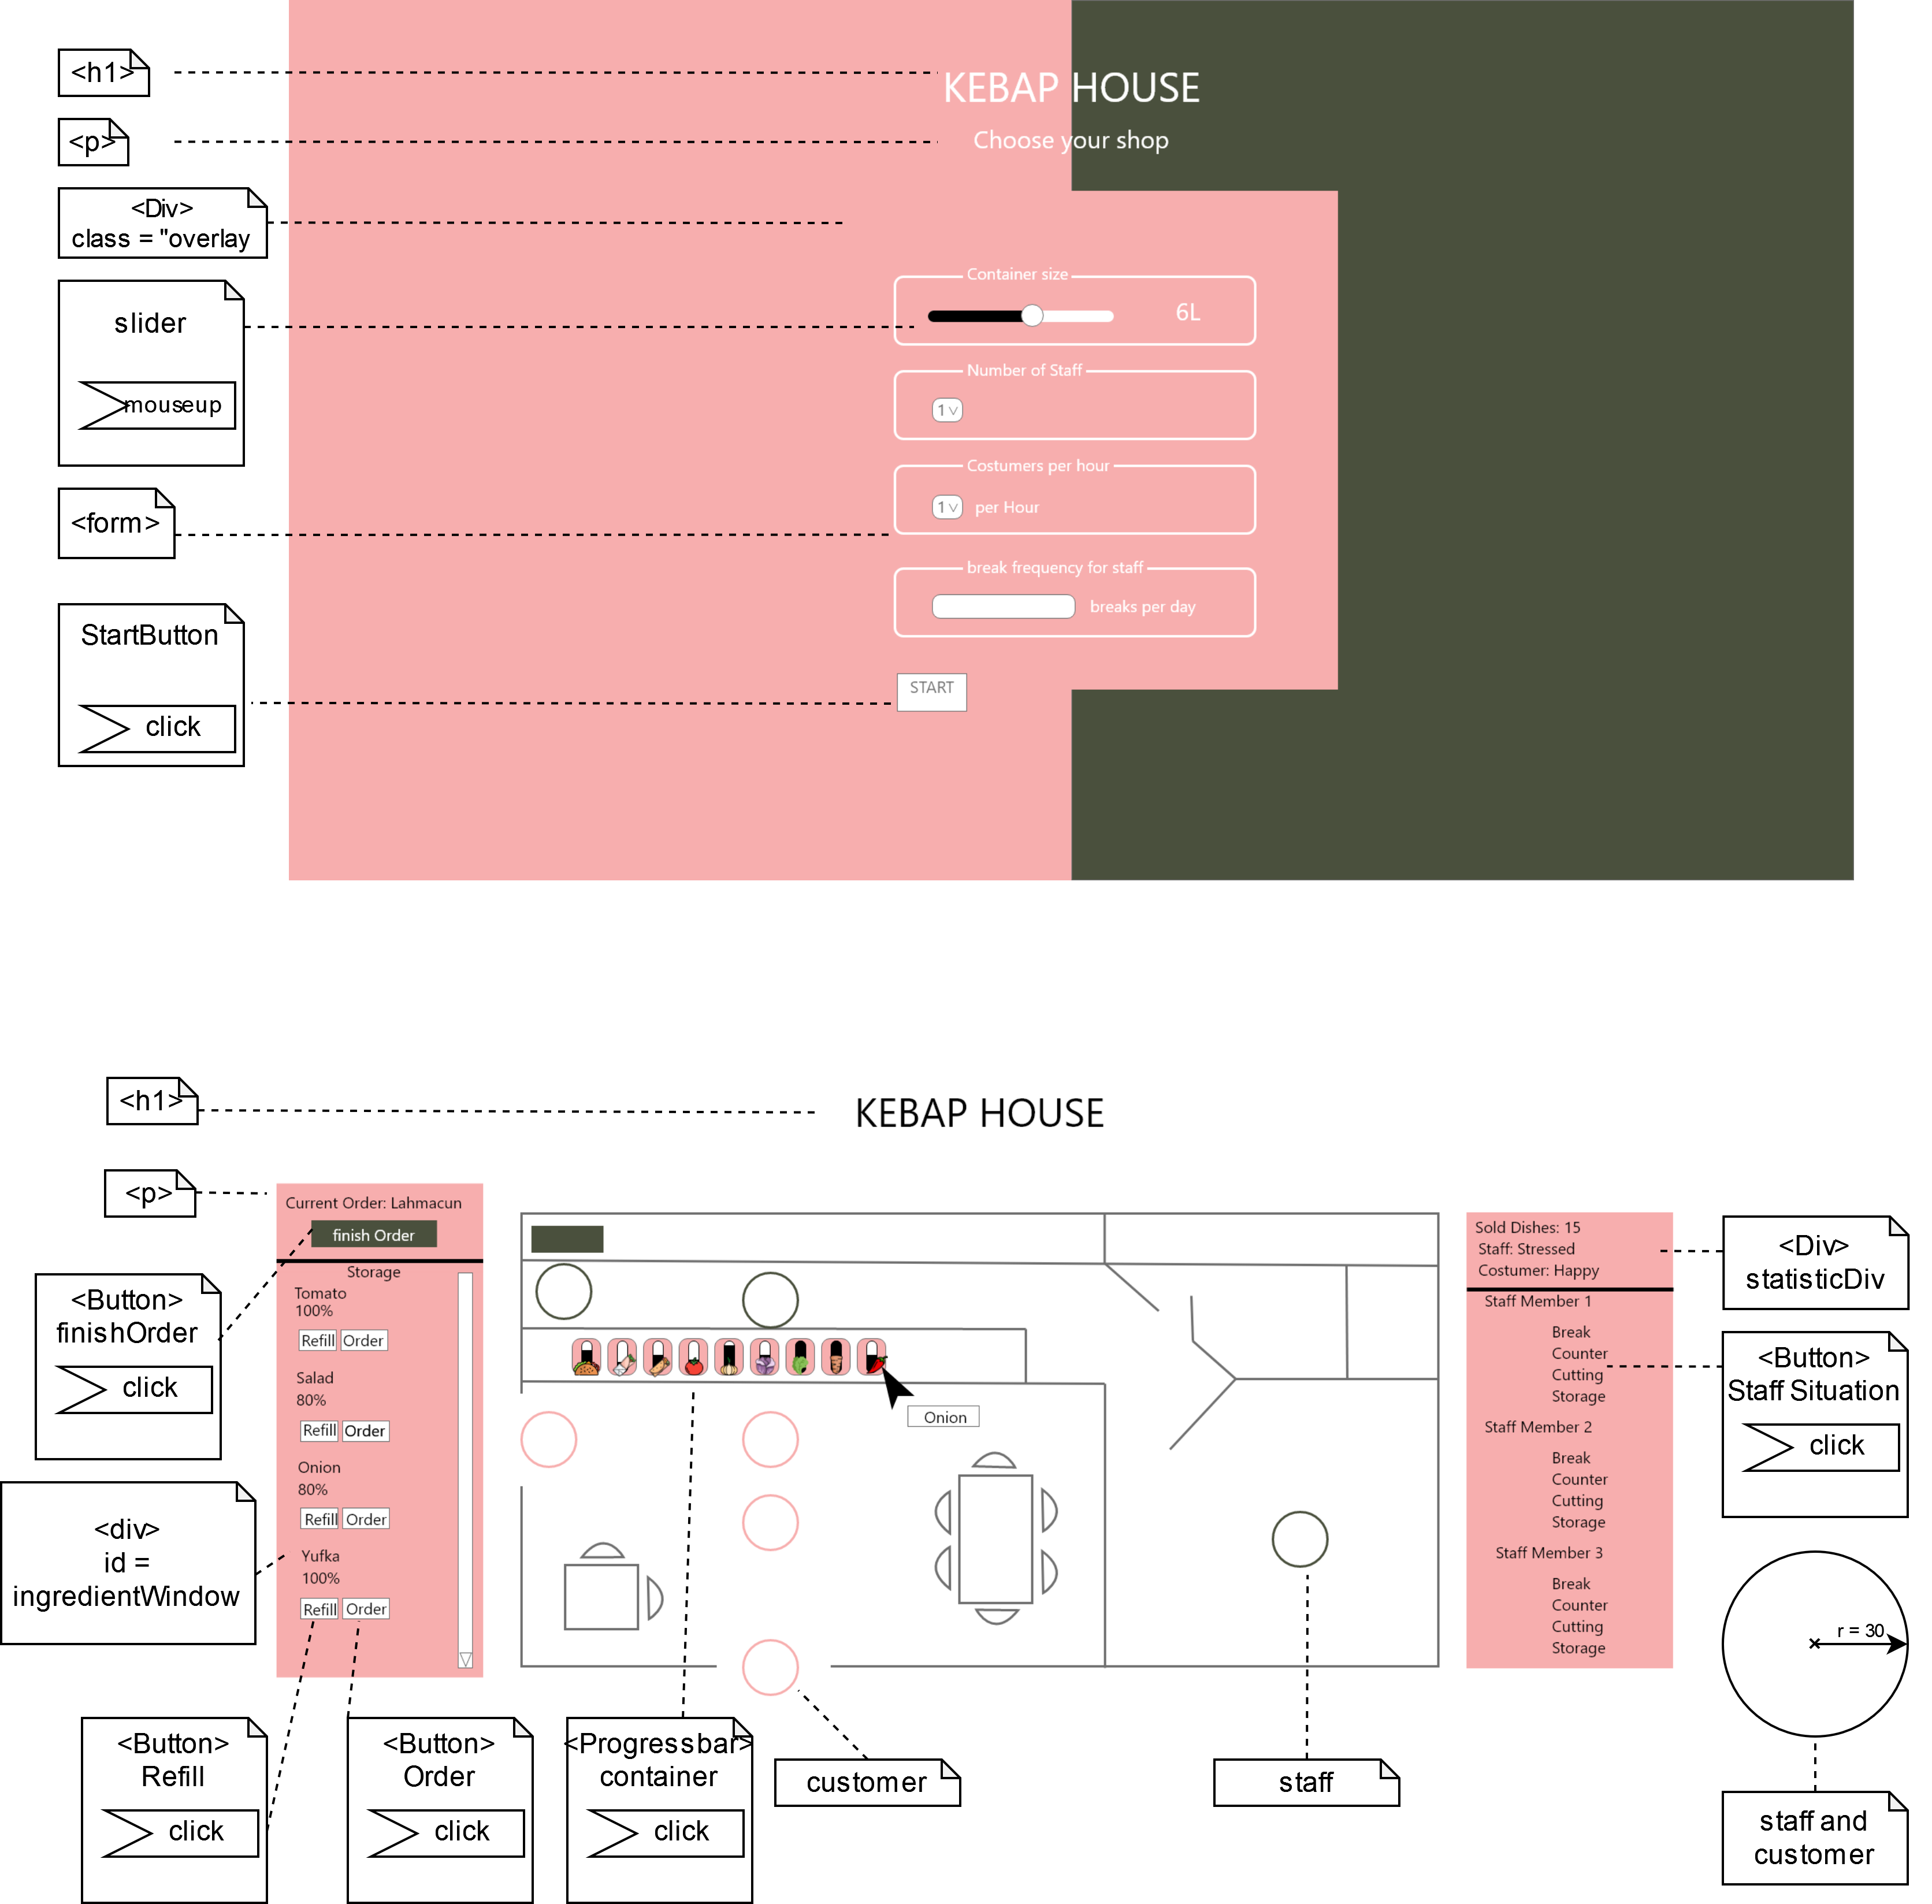 <h1>
KEBAP HOUSE
<p>
Choose your shop
<Div>
class = "overlay
Container size
slider
6L
mouseup
Number of Staff
1
Costumers per hour
1 per Hour
<form>
break frequency for staff
breaks per day
StartButton
START
click
<h1>
KEBAP HOUSE
<p>
Current Order: Lahmacun
finish Order
Storage
Tomato
100%
Refill Order
Salad
80%
Refill Order
Onion
80%
Refill Order
Yufka
100%
Refill Order
<Button>
finishOrder
click
<div>
id =
ingredientWindow
Onion
Sold Dishes: 15
Staff: Stressed
Costumer: Happy
Staff Member 1
Break
Counter
Cutting
Storage
Staff Member 2
Break
Counter
Cutting
Storage
Staff Member 3
Break
Counter
Cutting
Storage
<Div>
statisticDiv
<Button>
Staff Situation
click
r = 30
<Button>
Refill
click
<Button>
Order
click
<Progressbar>
container
click
customer
staff
staff and
customer